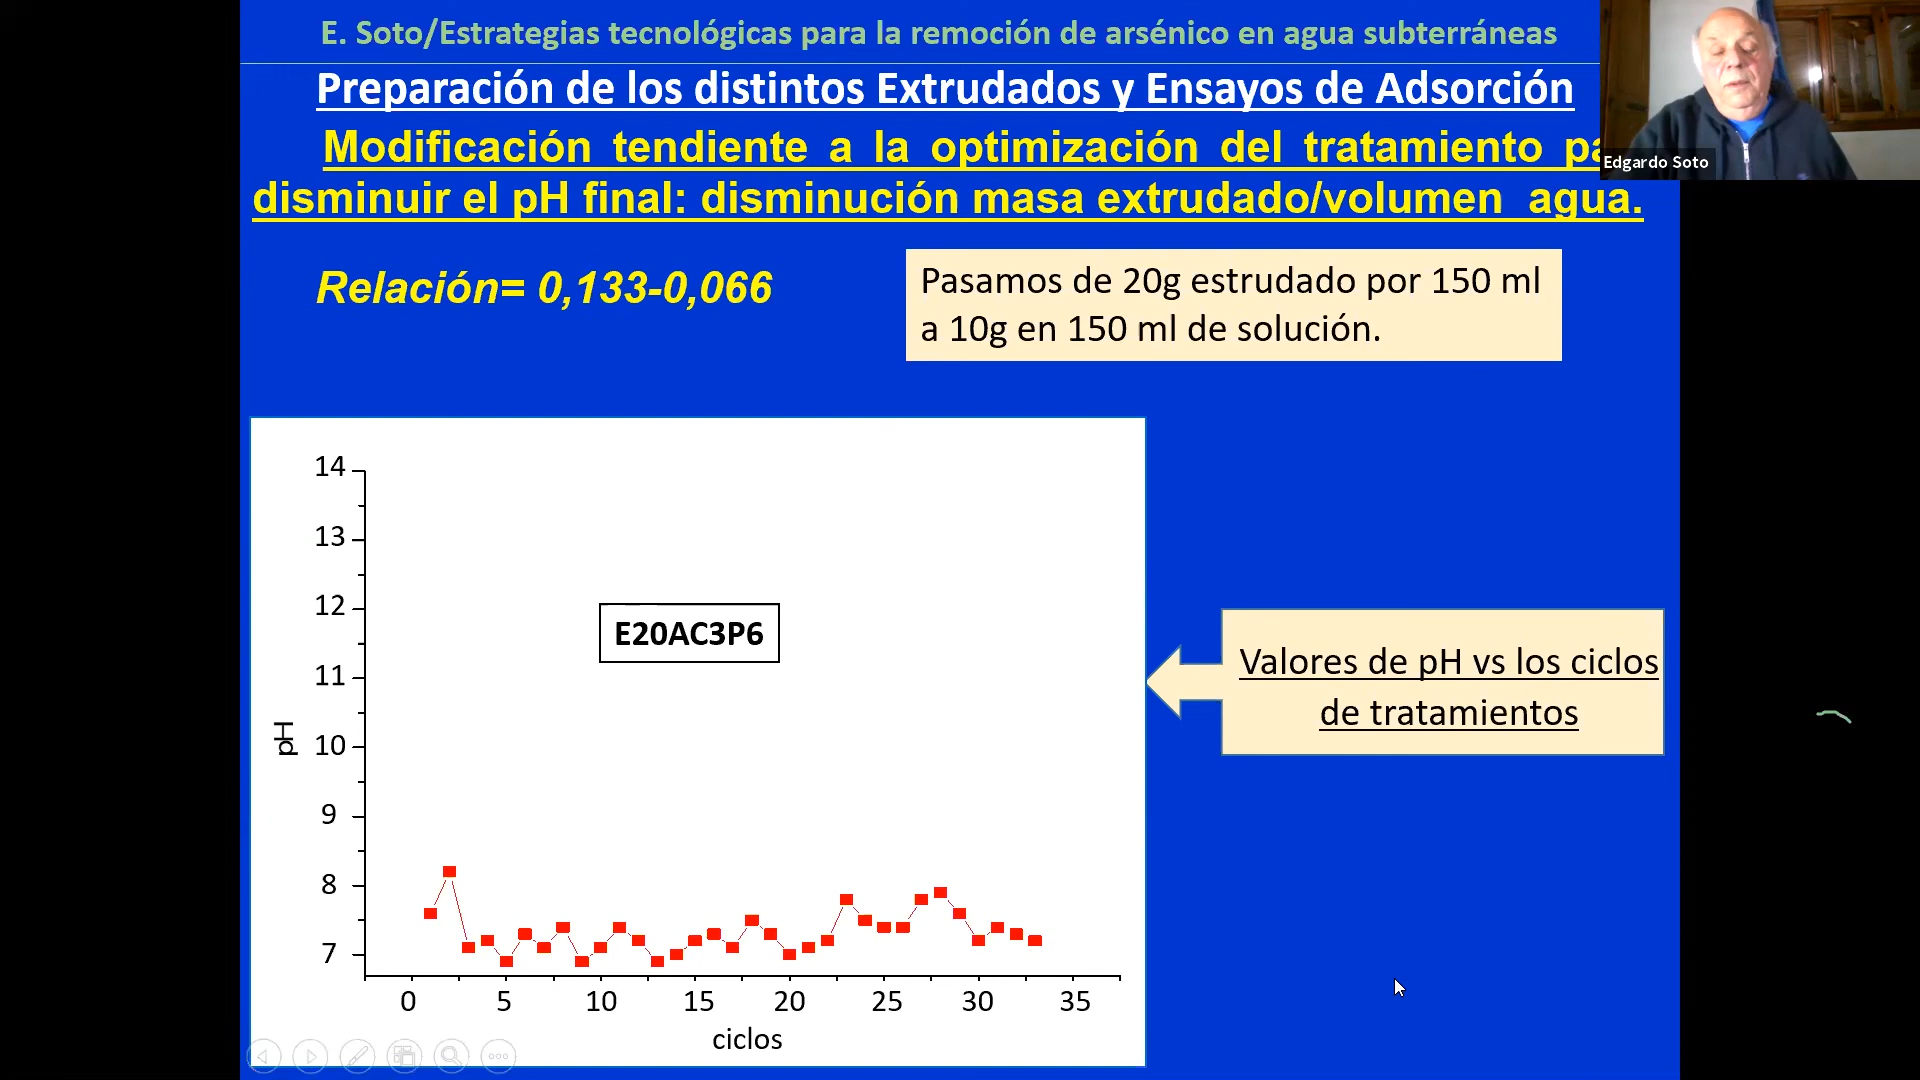 E. Soto/Estrategias tecnológicas para la remoción de arsénico en agua subterráneas
Preparación de los distintos Extrudados y Ensayos de Adsorción
Modificación tendiente a la optimización del tratamiento
disminuir el pH final: disminución masa extrudado/volumen agua.
Edgardo Soto
Relación= 0,133-0,066
Pasamos de 20g estrudado por 150 ml
a 10g en 150 ml de solución.
14
13
12
11
10
9
8
7
pH
E20AC3P6
0 5 10 15 20 25 30 35
ciclos
Valores de pH vs los ciclos
de tratamientos